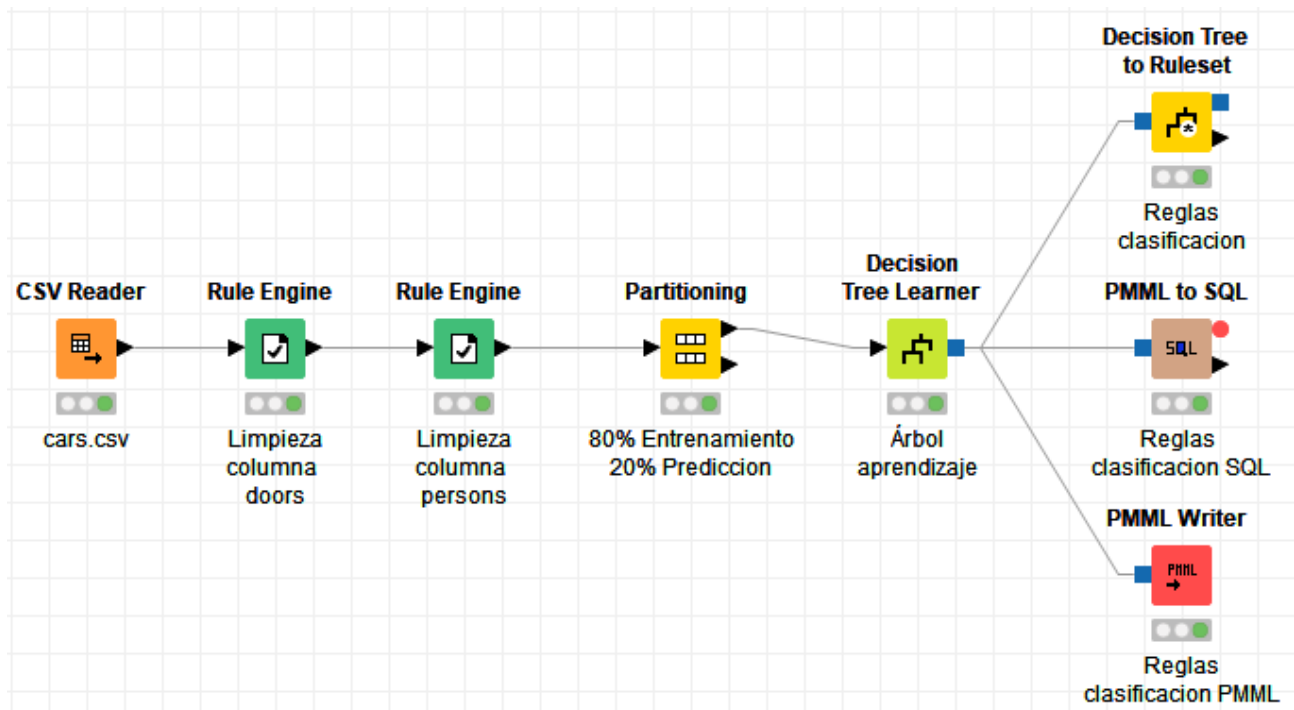 Decision Tree
to Ruleset
Reglas
clasificacion
CSV Reader
cars.csv
Rule Engine
Limpieza
columna
doors
Rule Engine
Limpieza
columna
persons
Partitioning
80% Entrenamiento
20% Prediccion
Decision
Tree Learner
Árbol
aprendizaje
PMML to SQL
SQL
Reglas
clasificacion SQL
PMML Writer
PMML
Reglas
clasificacion PMML